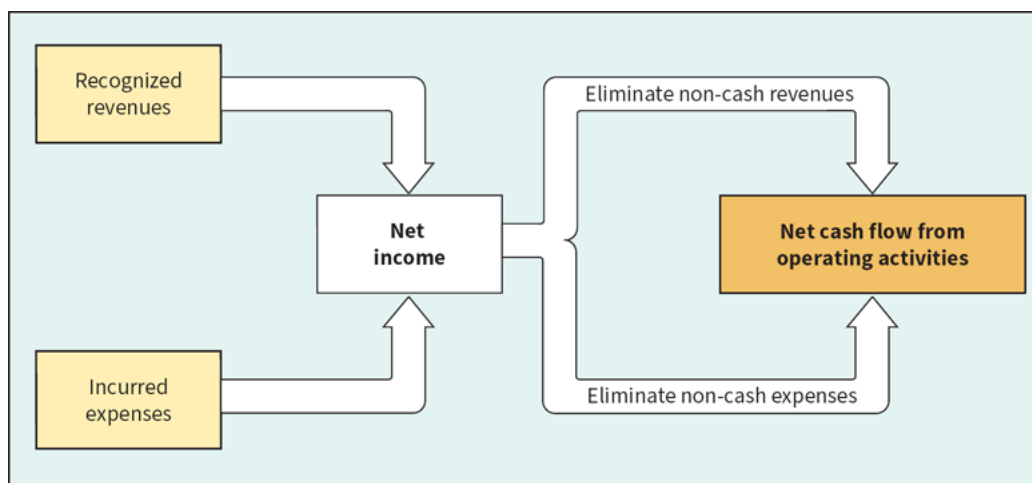 Recognized
revenues
Eliminate non-cash revenues
Net
income
Net cash flow from
operating activities
Incurred
expenses
Eliminate non-cash expenses